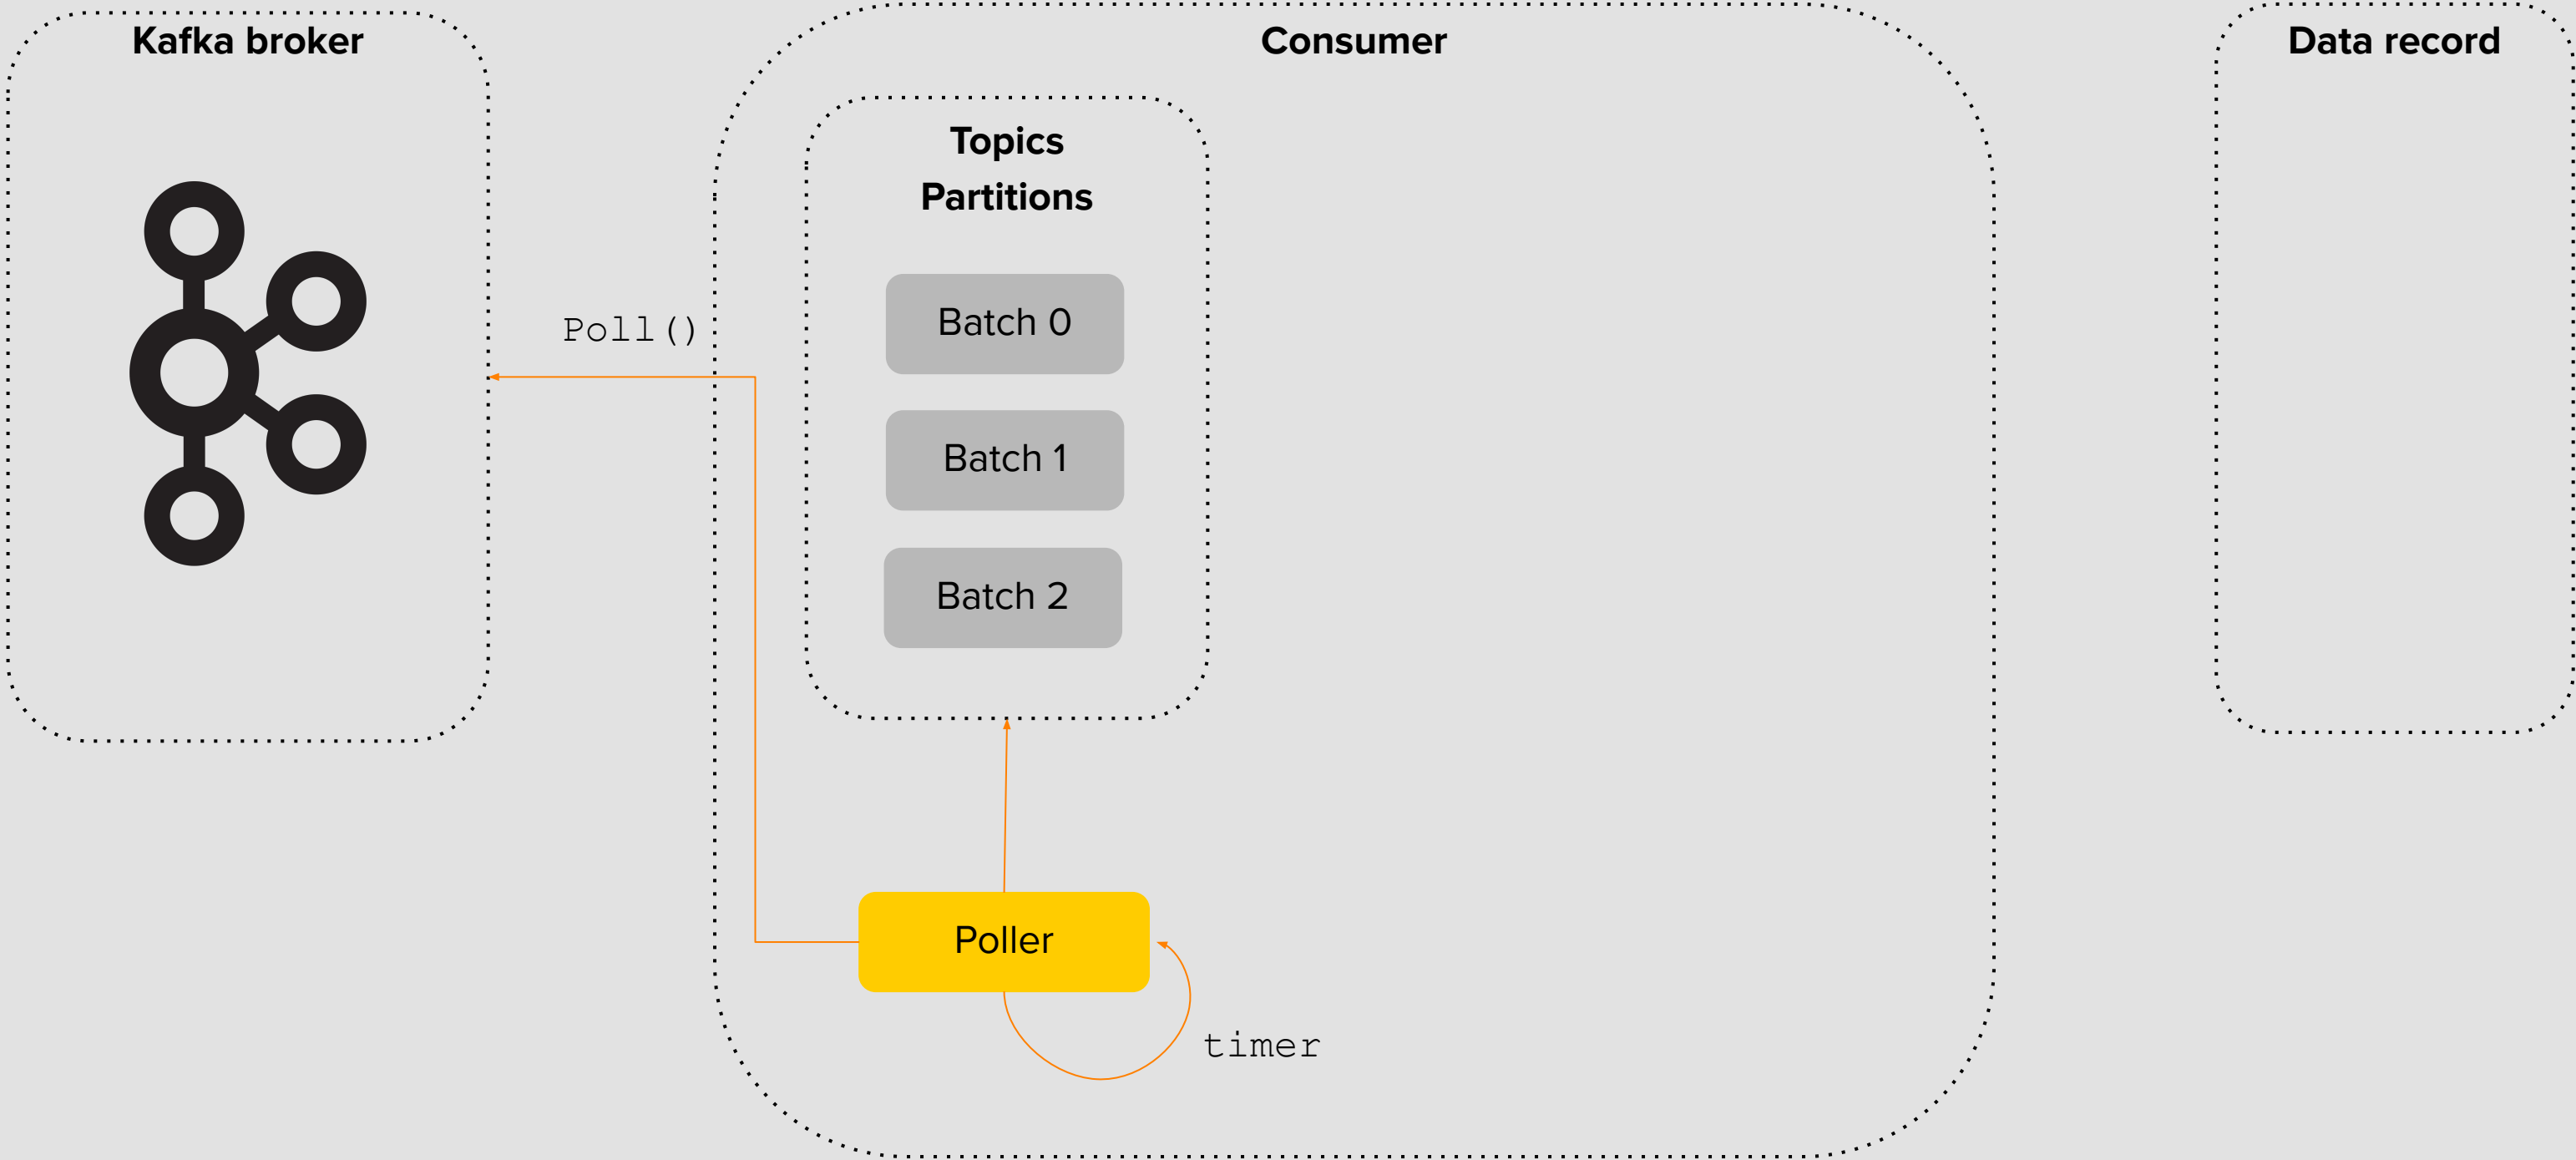 Kafka broker
Consumer
Data record
Topics
Partitions
Batch 0
Poll()
Batch 1
Batch 2
Poller
timer